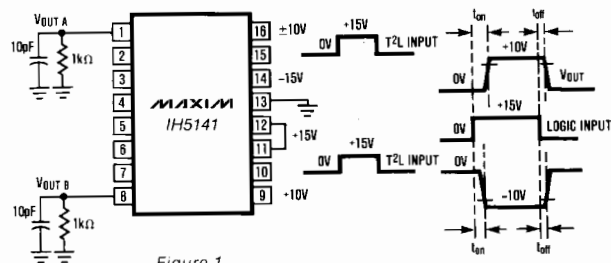 VOUT A
10pF
1kΩ
1
2
3
4
5
6
7
8
MAXIM
IH5141
16 ±10V
15
14 -15V
13
12
+15V
11
10
9 +10V
VOUT B
10pF
1kΩ
Figure 1
0V +15V T²L INPUT
0V +15V T²L INPUT
ton toff
+10V
0V VOUT
+15V
0V LOGIC INPUT
0V
-10V
ton toff